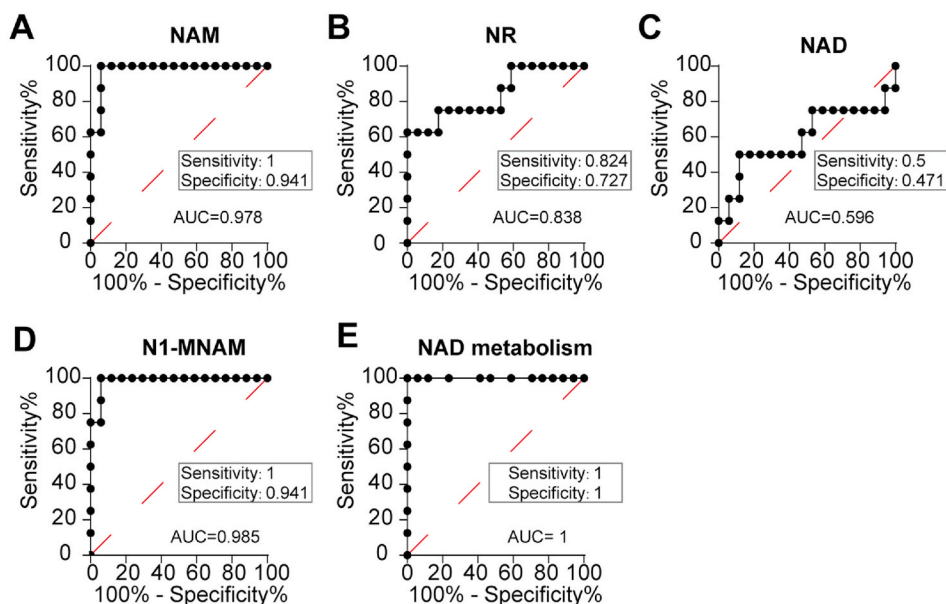 A
NAM
Sensitivity%
100
80
60
40
20
0
Sensitivity: 1
Specificity: 0.941
AUC=0.978
0 20 40 60 80 100
100% - Specificity%
B
NR
Sensitivity%
100
80
60
40
20
0
Sensitivity: 0.824
Specificity: 0.727
AUC=0.838
0 20 40 60 80 100
100% - Specificity%
C
NAD
Sensitivity%
100
80
60
40
20
0
Sensitivity: 0.5
Specificity: 0.471
AUC=0.596
0 20 40 60 80 100
100% - Specificity%
D
N1-MNAM
Sensitivity%
100
80
60
40
20
0
Sensitivity: 1
Specificity: 0.941
AUC=0.985
0 20 40 60 80 100
100% - Specificity%
E
NAD metabolism
Sensitivity%
100
80
60
40
20
0
Sensitivity: 1
Specificity: 1
AUC= 1
0 20 40 60 80 100
100% - Specificity%